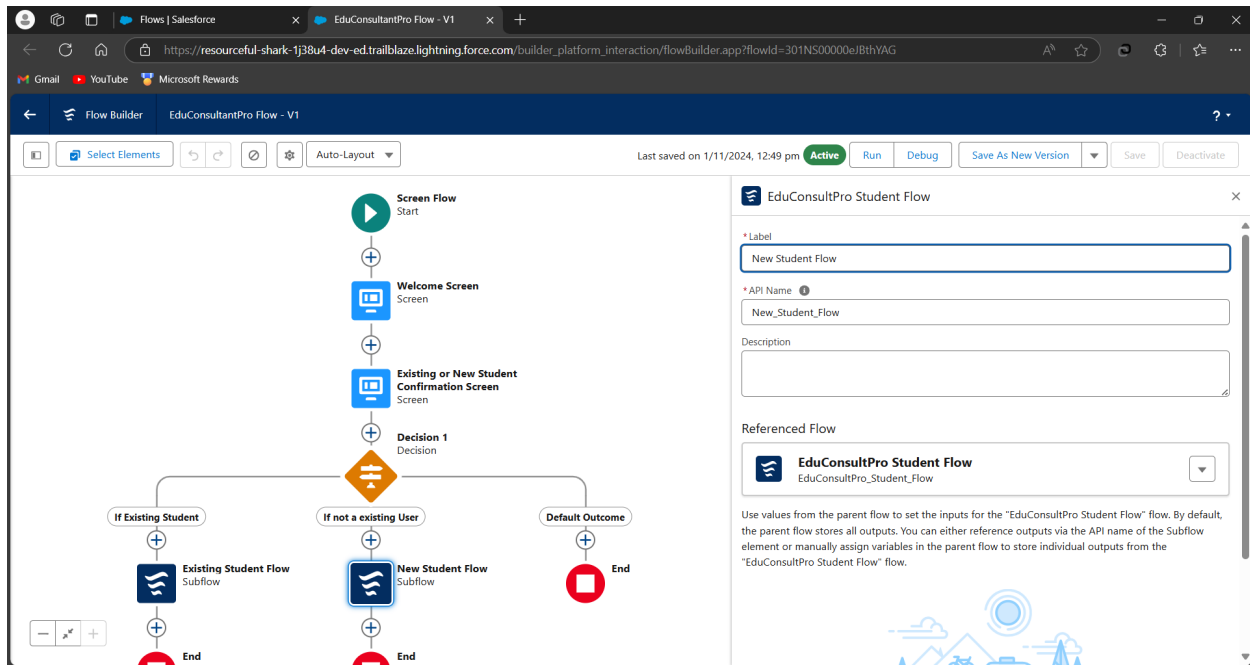 Flows | Salesforce
EduConsultantPro Flow - V1
https://resourceful-shark-1j38u4-dev-ed.trailblaze.lightning.force.com/builder_platform_interaction/flowBuilder.app?flowId=301NS00000eJBthYAG
Gmail
YouTube
Microsoft Rewards
Flow Builder
EduConsultantPro Flow - V1
?
Select Elements
Auto-Layout
Last saved on 1/11/2024, 12:49 pm
Active
Run
Debug
Save As New Version
Save
Deactivate
Screen Flow
Start
Welcome Screen
Screen
Existing or New Student
Confirmation Screen
Screen
Decision 1
Decision
If Existing Student
If not a existing User
Default Outcome
Existing Student Flow
Subflow
New Student Flow
Subflow
End
End
End
EduConsultPro Student Flow
*Label
New Student Flow
*API Name
New_Student_Flow
Description
Referenced Flow
EduConsultPro Student Flow
EduConsultPro_Student_Flow
Use values from the parent flow to set the inputs for the "EduConsultPro Student Flow" flow. By default,
the parent flow stores all outputs. You can either reference outputs via the API name of the Subflow
element or manually assign variables in the parent flow to store individual outputs from the
"EduConsultPro Student Flow" flow.